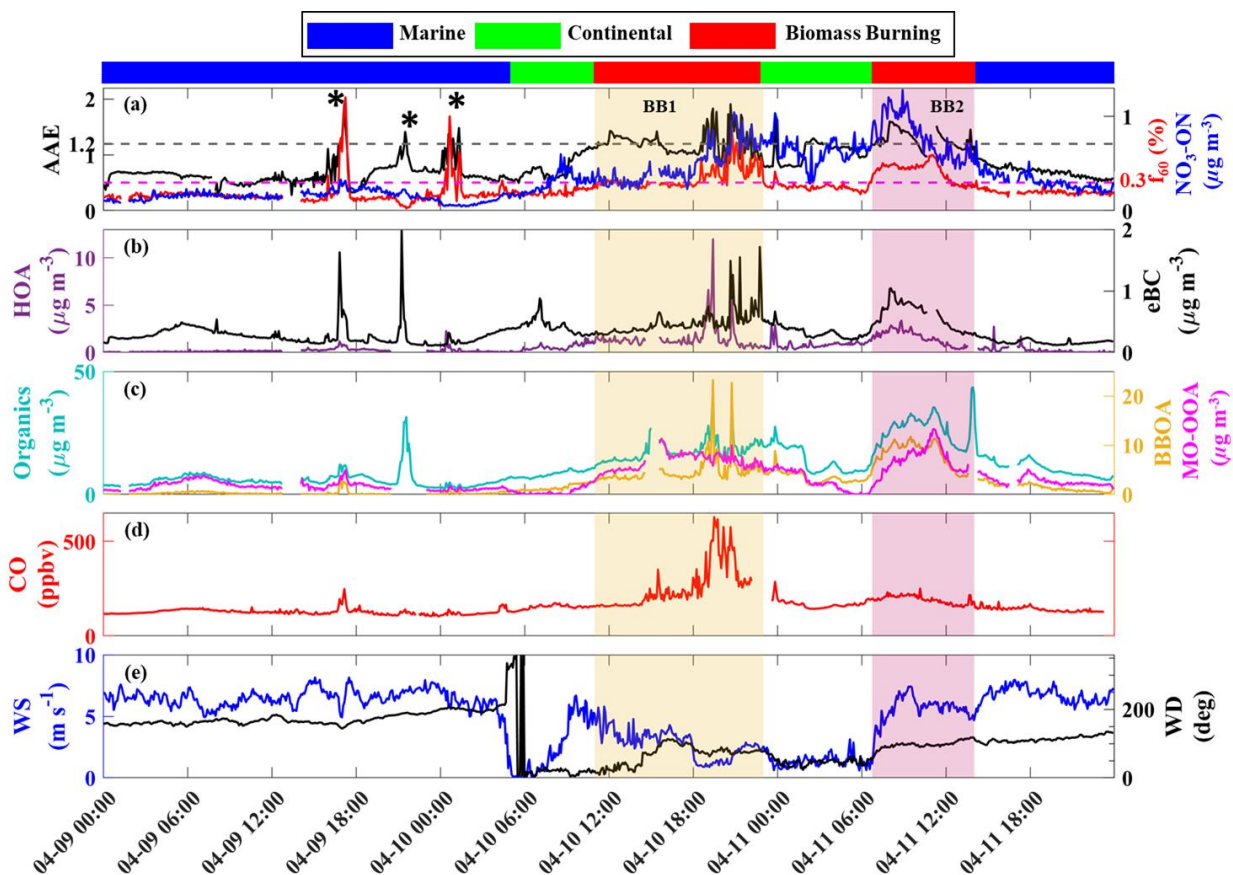 Marine Continental Biomass Burning
(a) BB1 BB2
* * *
AAE
2
1.2
1
0
1
0.3
0
f60 (%)
NO3-ON
(µg m-3)
(b)
HOA
(µg m-3)
10
5
0
2
1
0
eBC
(µg m-3)
(c)
Organics
(µg m-3)
50
0
20
10
0
BBOA
MO-OOA
(µg m-3)
(d)
CO
(ppbv)
500
0
(e)
WS
(m s-1)
10
5
0
200
0
WD
(deg)
04-09 00:00
04-09 06:00
04-09 12:00
04-09 18:00
04-10 00:00
04-10 06:00
04-10 12:00
04-10 18:00
04-11 00:00
04-11 06:00
04-11 12:00
04-11 18:00